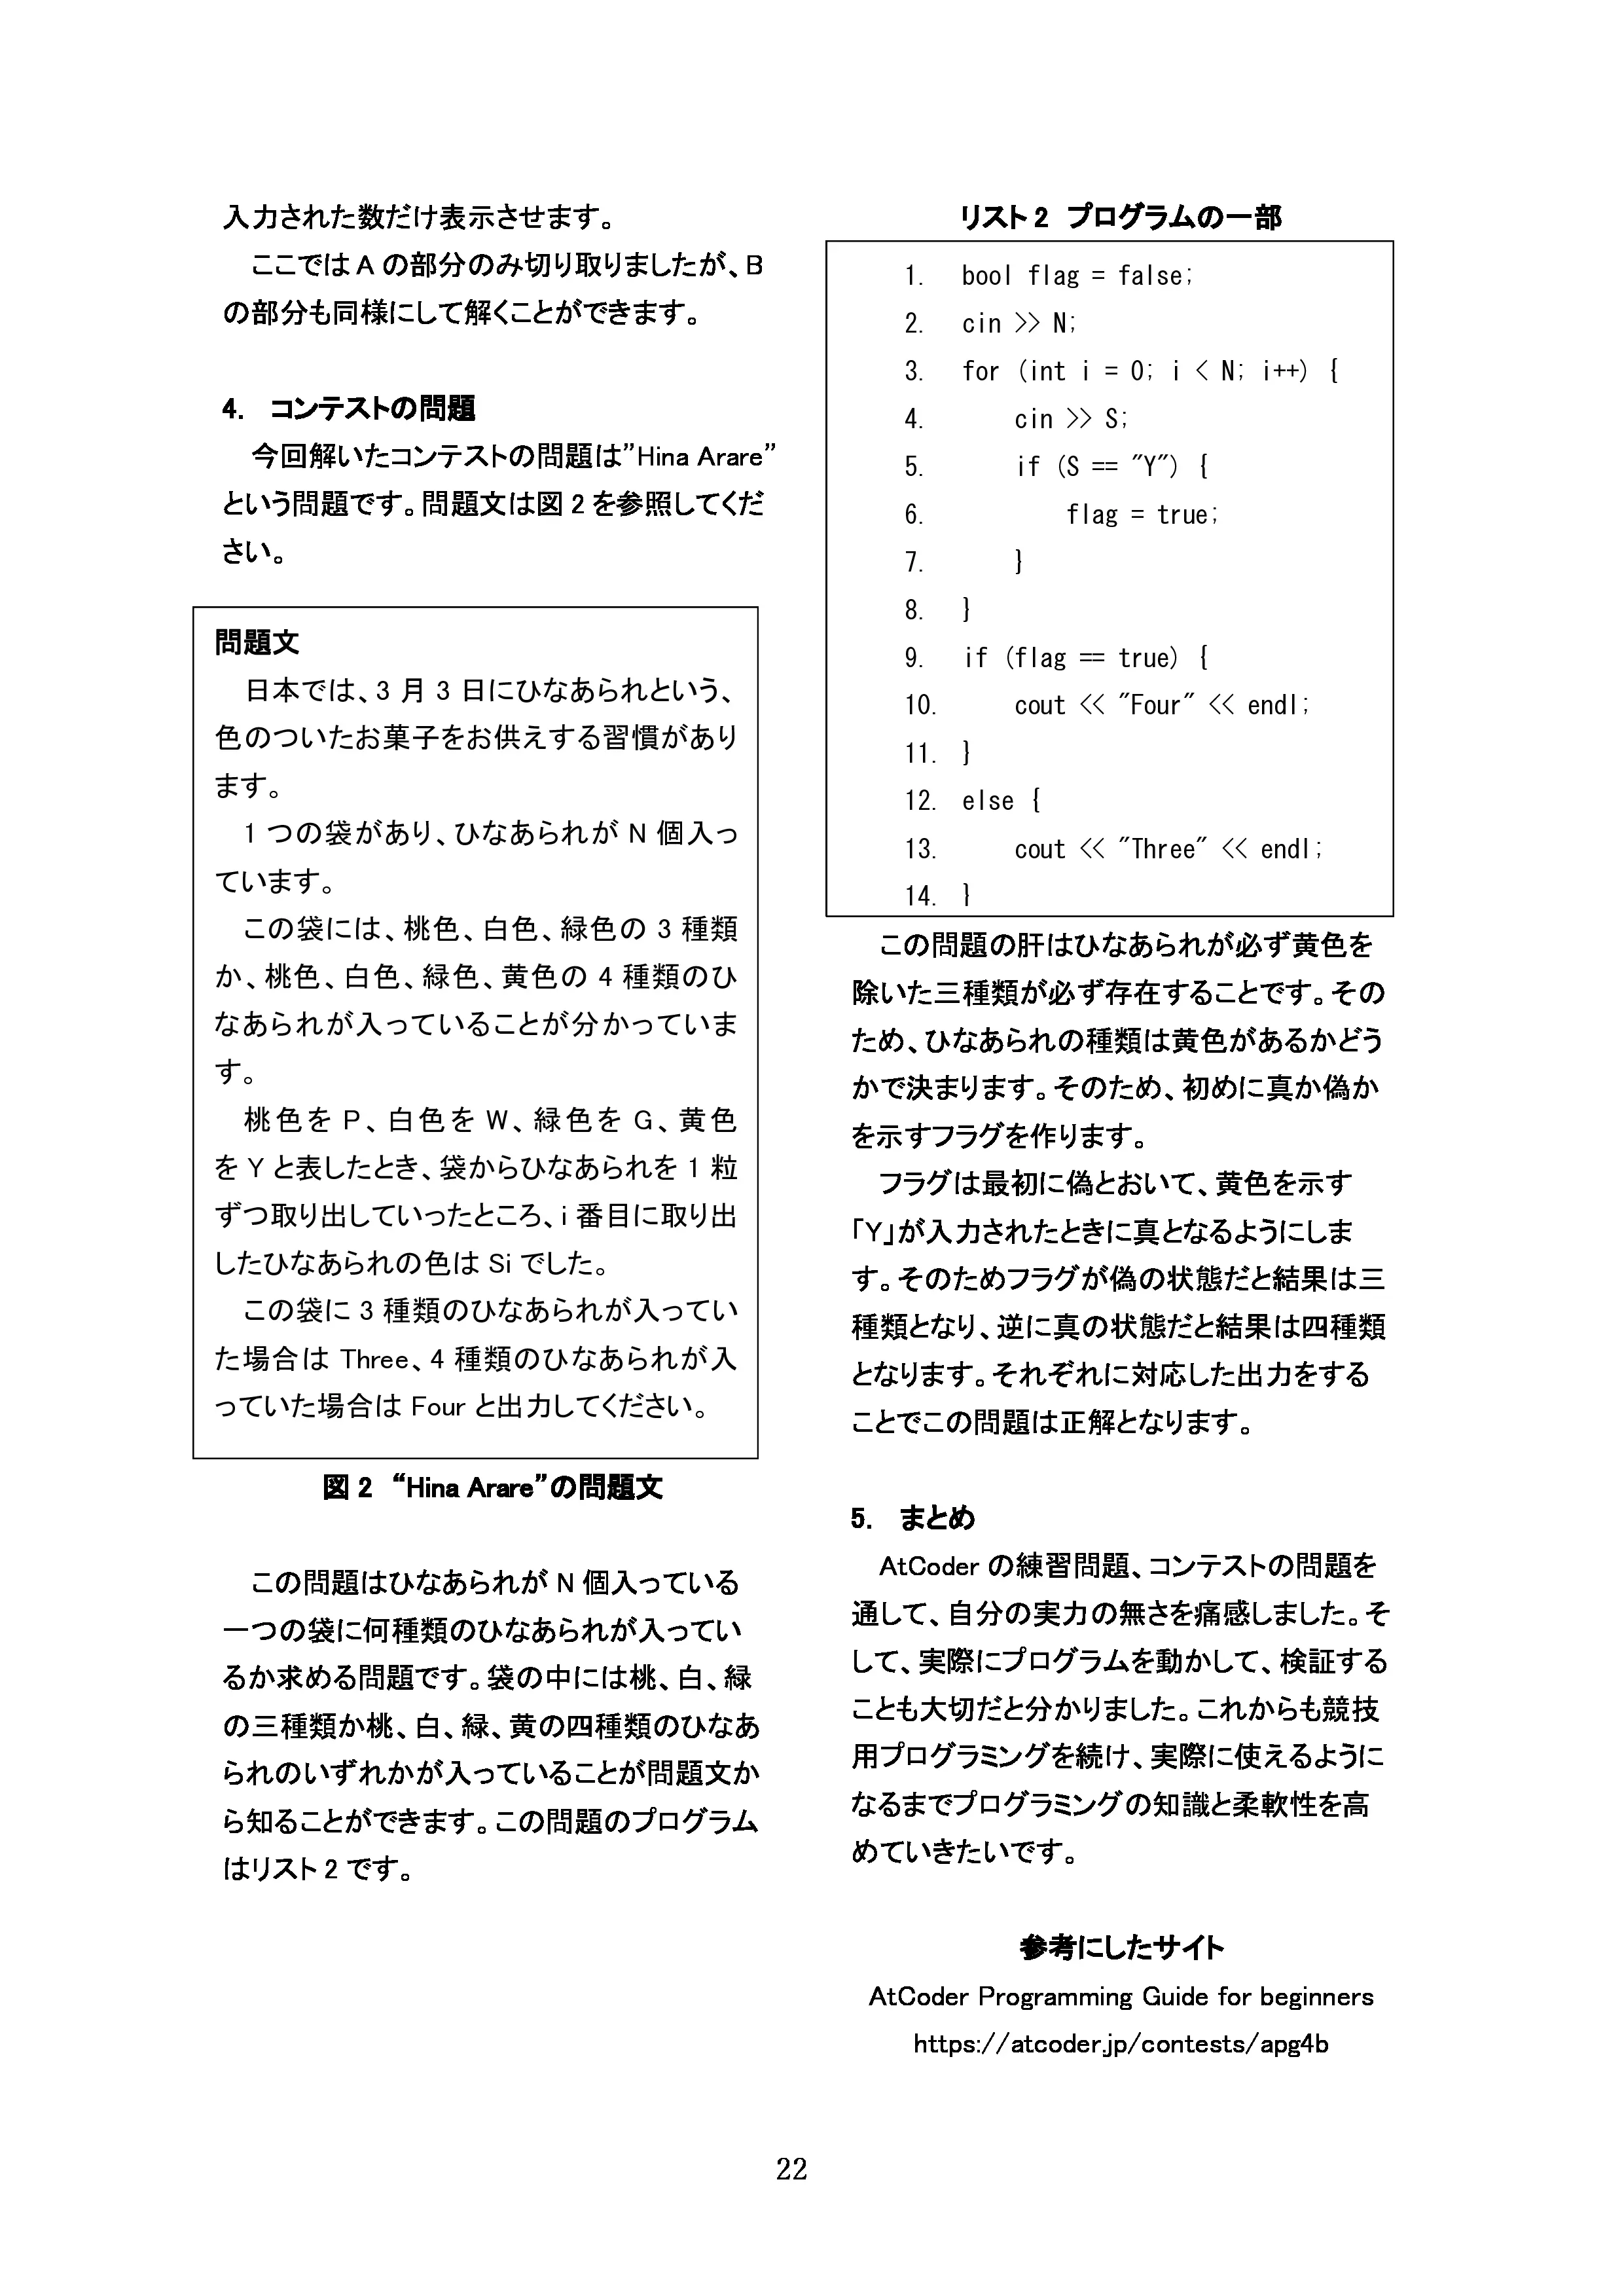 入力された数だけ表示させます。
ここでは A の部分のみ切り取りましたが、B
の部分も同様にして解くことができます。
4. コンテストの問題
今回解いたコンテストの問題は”Hina Arare”
という問題です。問題文は図 2 を参照してくだ
さい。
問題文
日本では、3 月 3 日にひなあられという、
色のついたお菓子をお供えする習慣があり
ます。
1 つの袋があり、ひなあられが N 個入っ
ています。
この袋には、桃色、白色、緑色の 3 種類
か、桃色、白色、緑色、黄色の 4 種類のひ
なあられが入っていることが分かっていま
す。
桃色を P、白色を W、緑色を G、黄色
を Y と表したとき、袋からひなあられを 1 粒
ずつ取り出していったところ、i 番目に取り出
したひなあられの色は Si でした。
この袋に 3 種類のひなあられが入ってい
た場合は Three、4 種類のひなあられが入
っていた場合は Four と出力してください。
図 2 “Hina Arare”の問題文
この問題はひなあられが N 個入っている
一つの袋に何種類のひなあられが入ってい
るか求める問題です。袋の中には桃、白、緑
の三種類か桃、白、緑、黄の四種類のひなあ
られのいずれかが入っていることが問題文か
ら知ることができます。この問題のプログラム
はリスト 2 です。
リスト 2 プログラムの一部
1. bool flag = false;
2. cin >> N;
3. for (int i = 0; i < N; i++) {
4. cin >> S;
5. if (S == "Y") {
6. flag = true;
7. }
8. }
9. if (flag == true) {
10. cout << "Four" << endl;
11. }
12. else {
13. cout << "Three" << endl;
14. }
この問題の肝はひなあられが必ず黄色を
除いた三種類が必ず存在することです。その
ため、ひなあられの種類は黄色があるかどう
かで決まります。そのため、初めに真か偽か
を示すフラグを作ります。
フラグは最初に偽とおいて、黄色を示す
「Y」が入力されたときに真となるようにしま
す。そのためフラグが偽の状態だと結果は三
種類となり、逆に真の状態だと結果は四種類
となります。それぞれに対応した出力をする
ことでこの問題は正解となります。
5. まとめ
AtCoder の練習問題、コンテストの問題を
通して、自分の実力の無さを痛感しました。そ
して、実際にプログラムを動かして、検証する
ことも大切だと分かりました。これからも競技
用プログラミングを続け、実際に使えるように
なるまでプログラミングの知識と柔軟性を高
めていきたいです。
参考にしたサイト
AtCoder Programming Guide for beginners
https://atcoder.jp/contests/apg4b
22